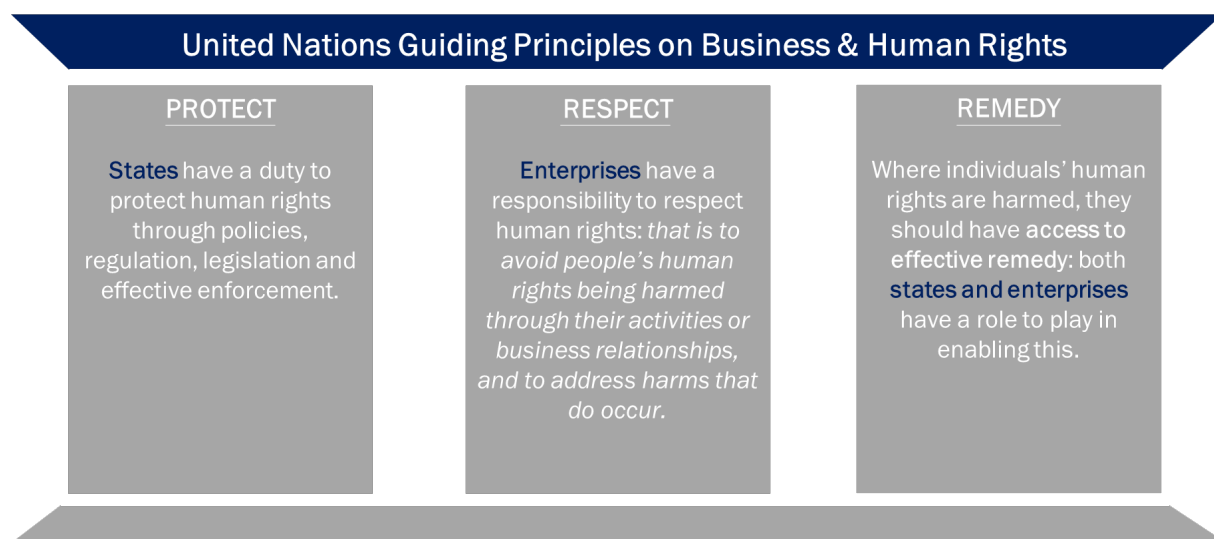 United Nations Guiding Principles on Business & Human Rights
PROTECT
States have a duty to
protect human rights
through policies,
regulation, legislation and
effective enforcement.
RESPECT
Enterprises have a
responsibility to respect
human rights: that is to
avoid people’s human
rights being harmed
through their activities or
business relationships,
and to address harms that
do occur.
REMEDY
Where individuals’ human
rights are harmed, they
should have access to
effective remedy: both
states and enterprises
have a role to play in
enabling this.